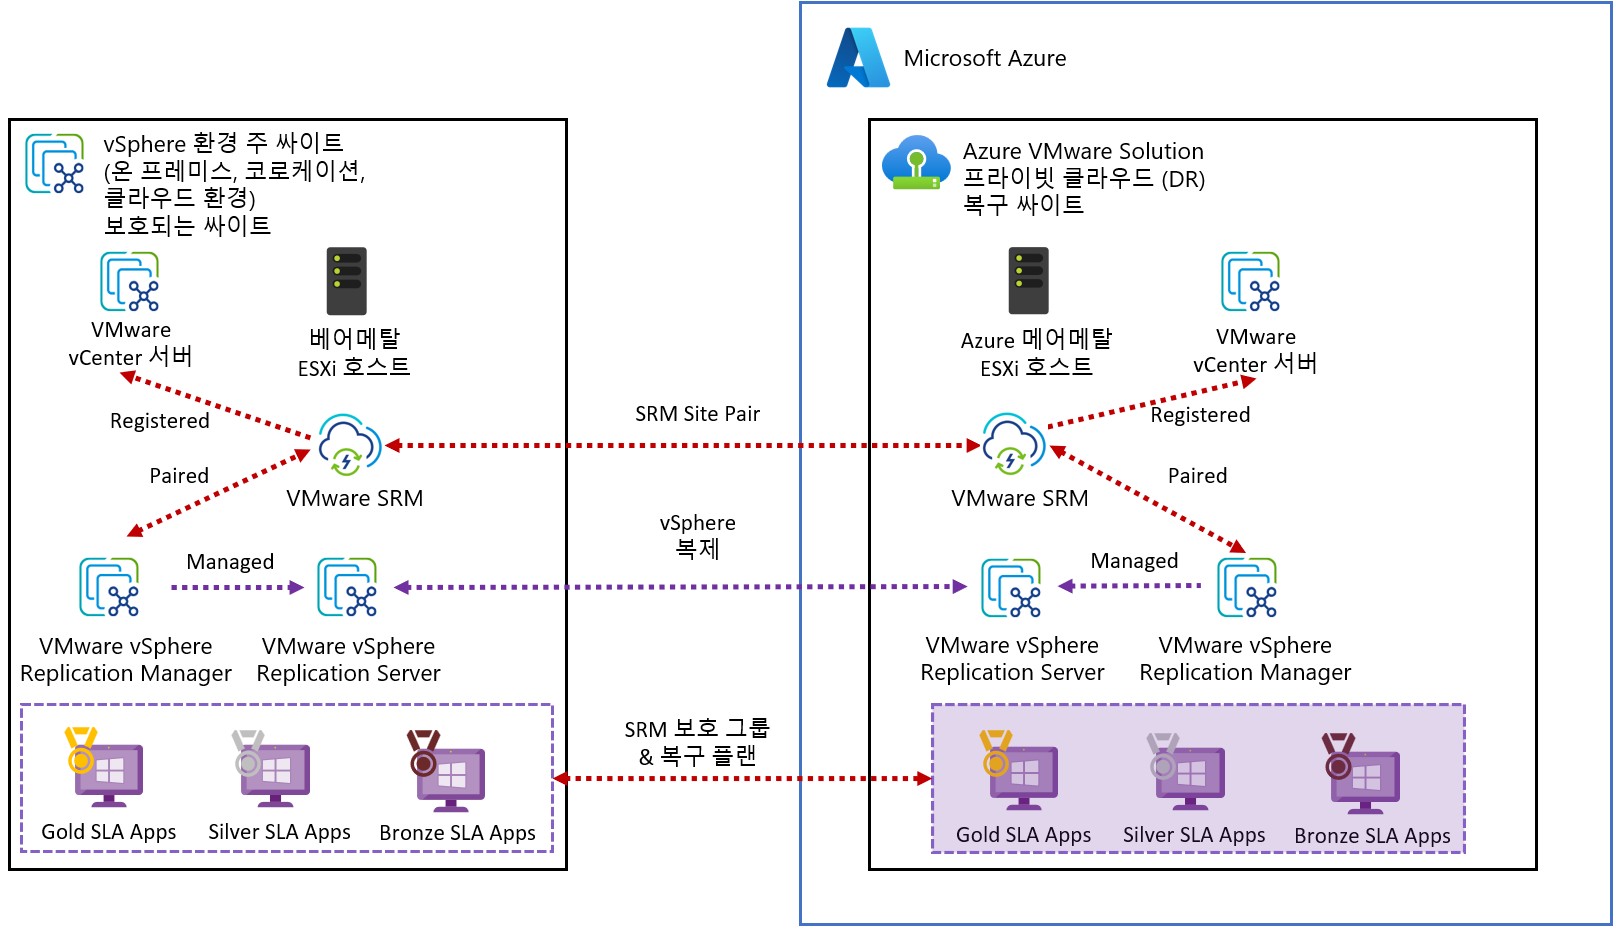 Microsoft Azure
vSphere 환경 주 싸이트
(온 프레미스, 코로케이션,
클라우드 환경)
보호되는 싸이트
VMware
vCenter 서버
베어메탈
ESXi 호스트
Registered
Paired
VMware SRM
Managed
VMware vSphere
Replication Manager
VMware vSphere
Replication Server
Gold SLA Apps
Silver SLA Apps
Bronze SLA Apps
SRM Site Pair
vSphere
복제
SRM 보호 그룹
& 복구 플랜
Azure VMware Solution
프라이빗 클라우드 (DR)
복구 싸이트
Azure 메어메탈
ESXi 호스트
VMware
vCenter 서버
Registered
Paired
VMware SRM
Managed
VMware vSphere
Replication Server
VMware vSphere
Replication Manager
Gold SLA Apps
Silver SLA Apps
Bronze SLA Apps